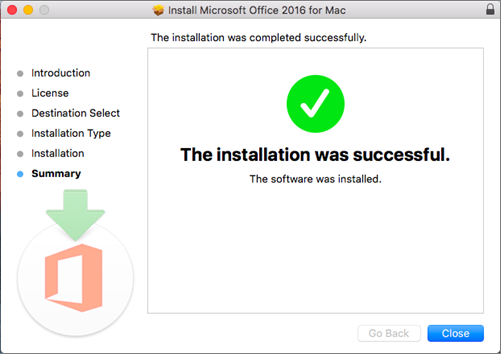 Install Microsoft Office 2016 for Mac
The installation was completed successfully.
Introduction
License
Destination Select
Installation Type
Installation
Summary
The installation was successful.
The software was installed.
Go Back
Close